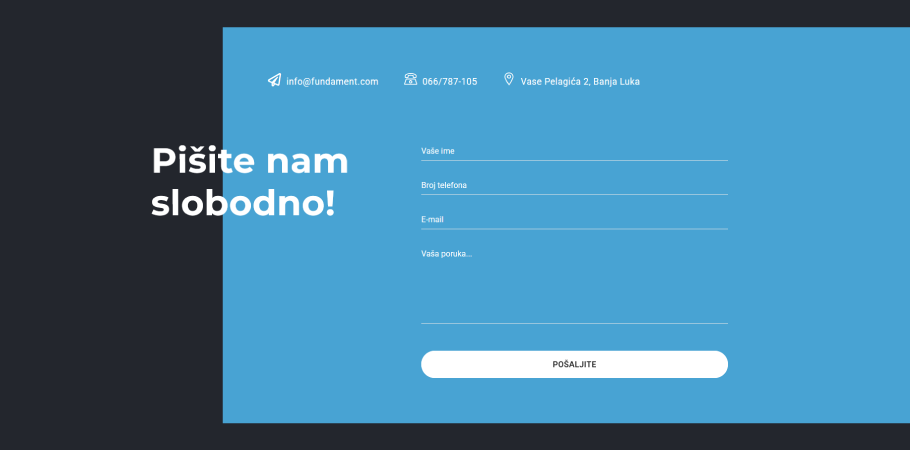 info@fundament.com
066/787-105
Vase Pelagića 2, Banja Luka
Pišite nam
slobodno!
Vaše ime
Broj telefona
E-mail
Vaša poruka...
POŠALJITE